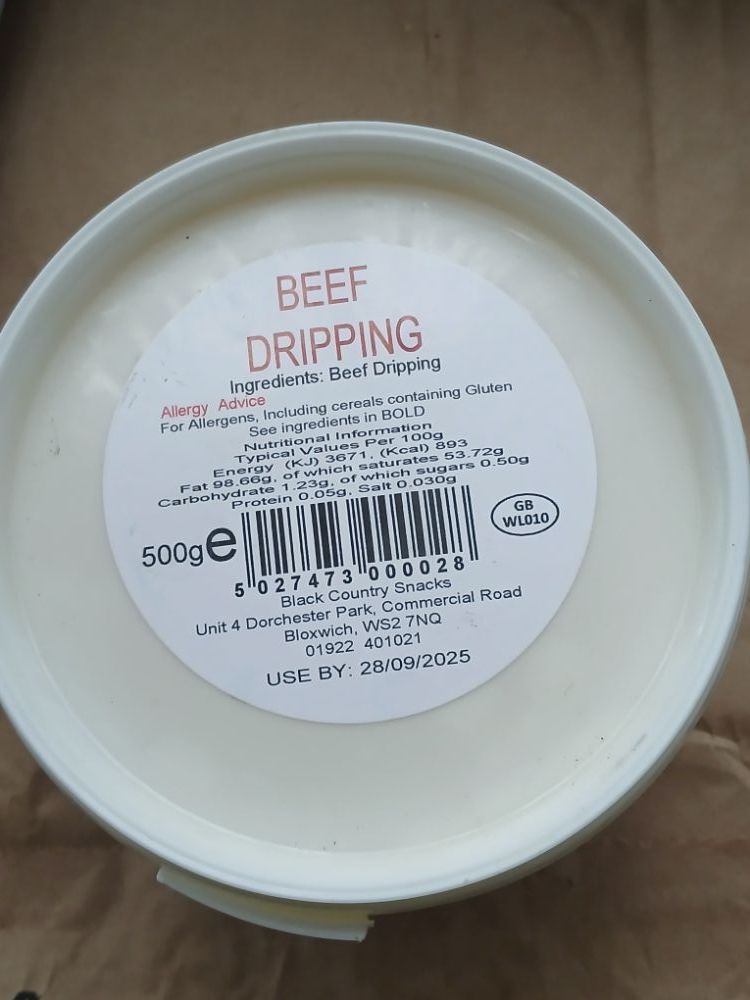 BEEF
DRIPPING
Ingredients: Beef Dripping
Allergy Advice
For Allergens, Including cereals containing Gluten
See ingredients in BOLD
Nutritional Information
Typical Values Per 100g
Energy (KJ) 3671, (Kcal) 893
Fat 98.66g, of which saturates 53.72g
Carbohydrate 1.23g, of which sugars 0.50g
Protein 0.05g, Salt 0.030g
500g e
GB
WL010
5 027473 000028
Black Country Snacks
Unit 4 Dorchester Park, Commercial Road
Bloxwich, WS2 7NQ
01922 401021
USE BY: 28/09/2025